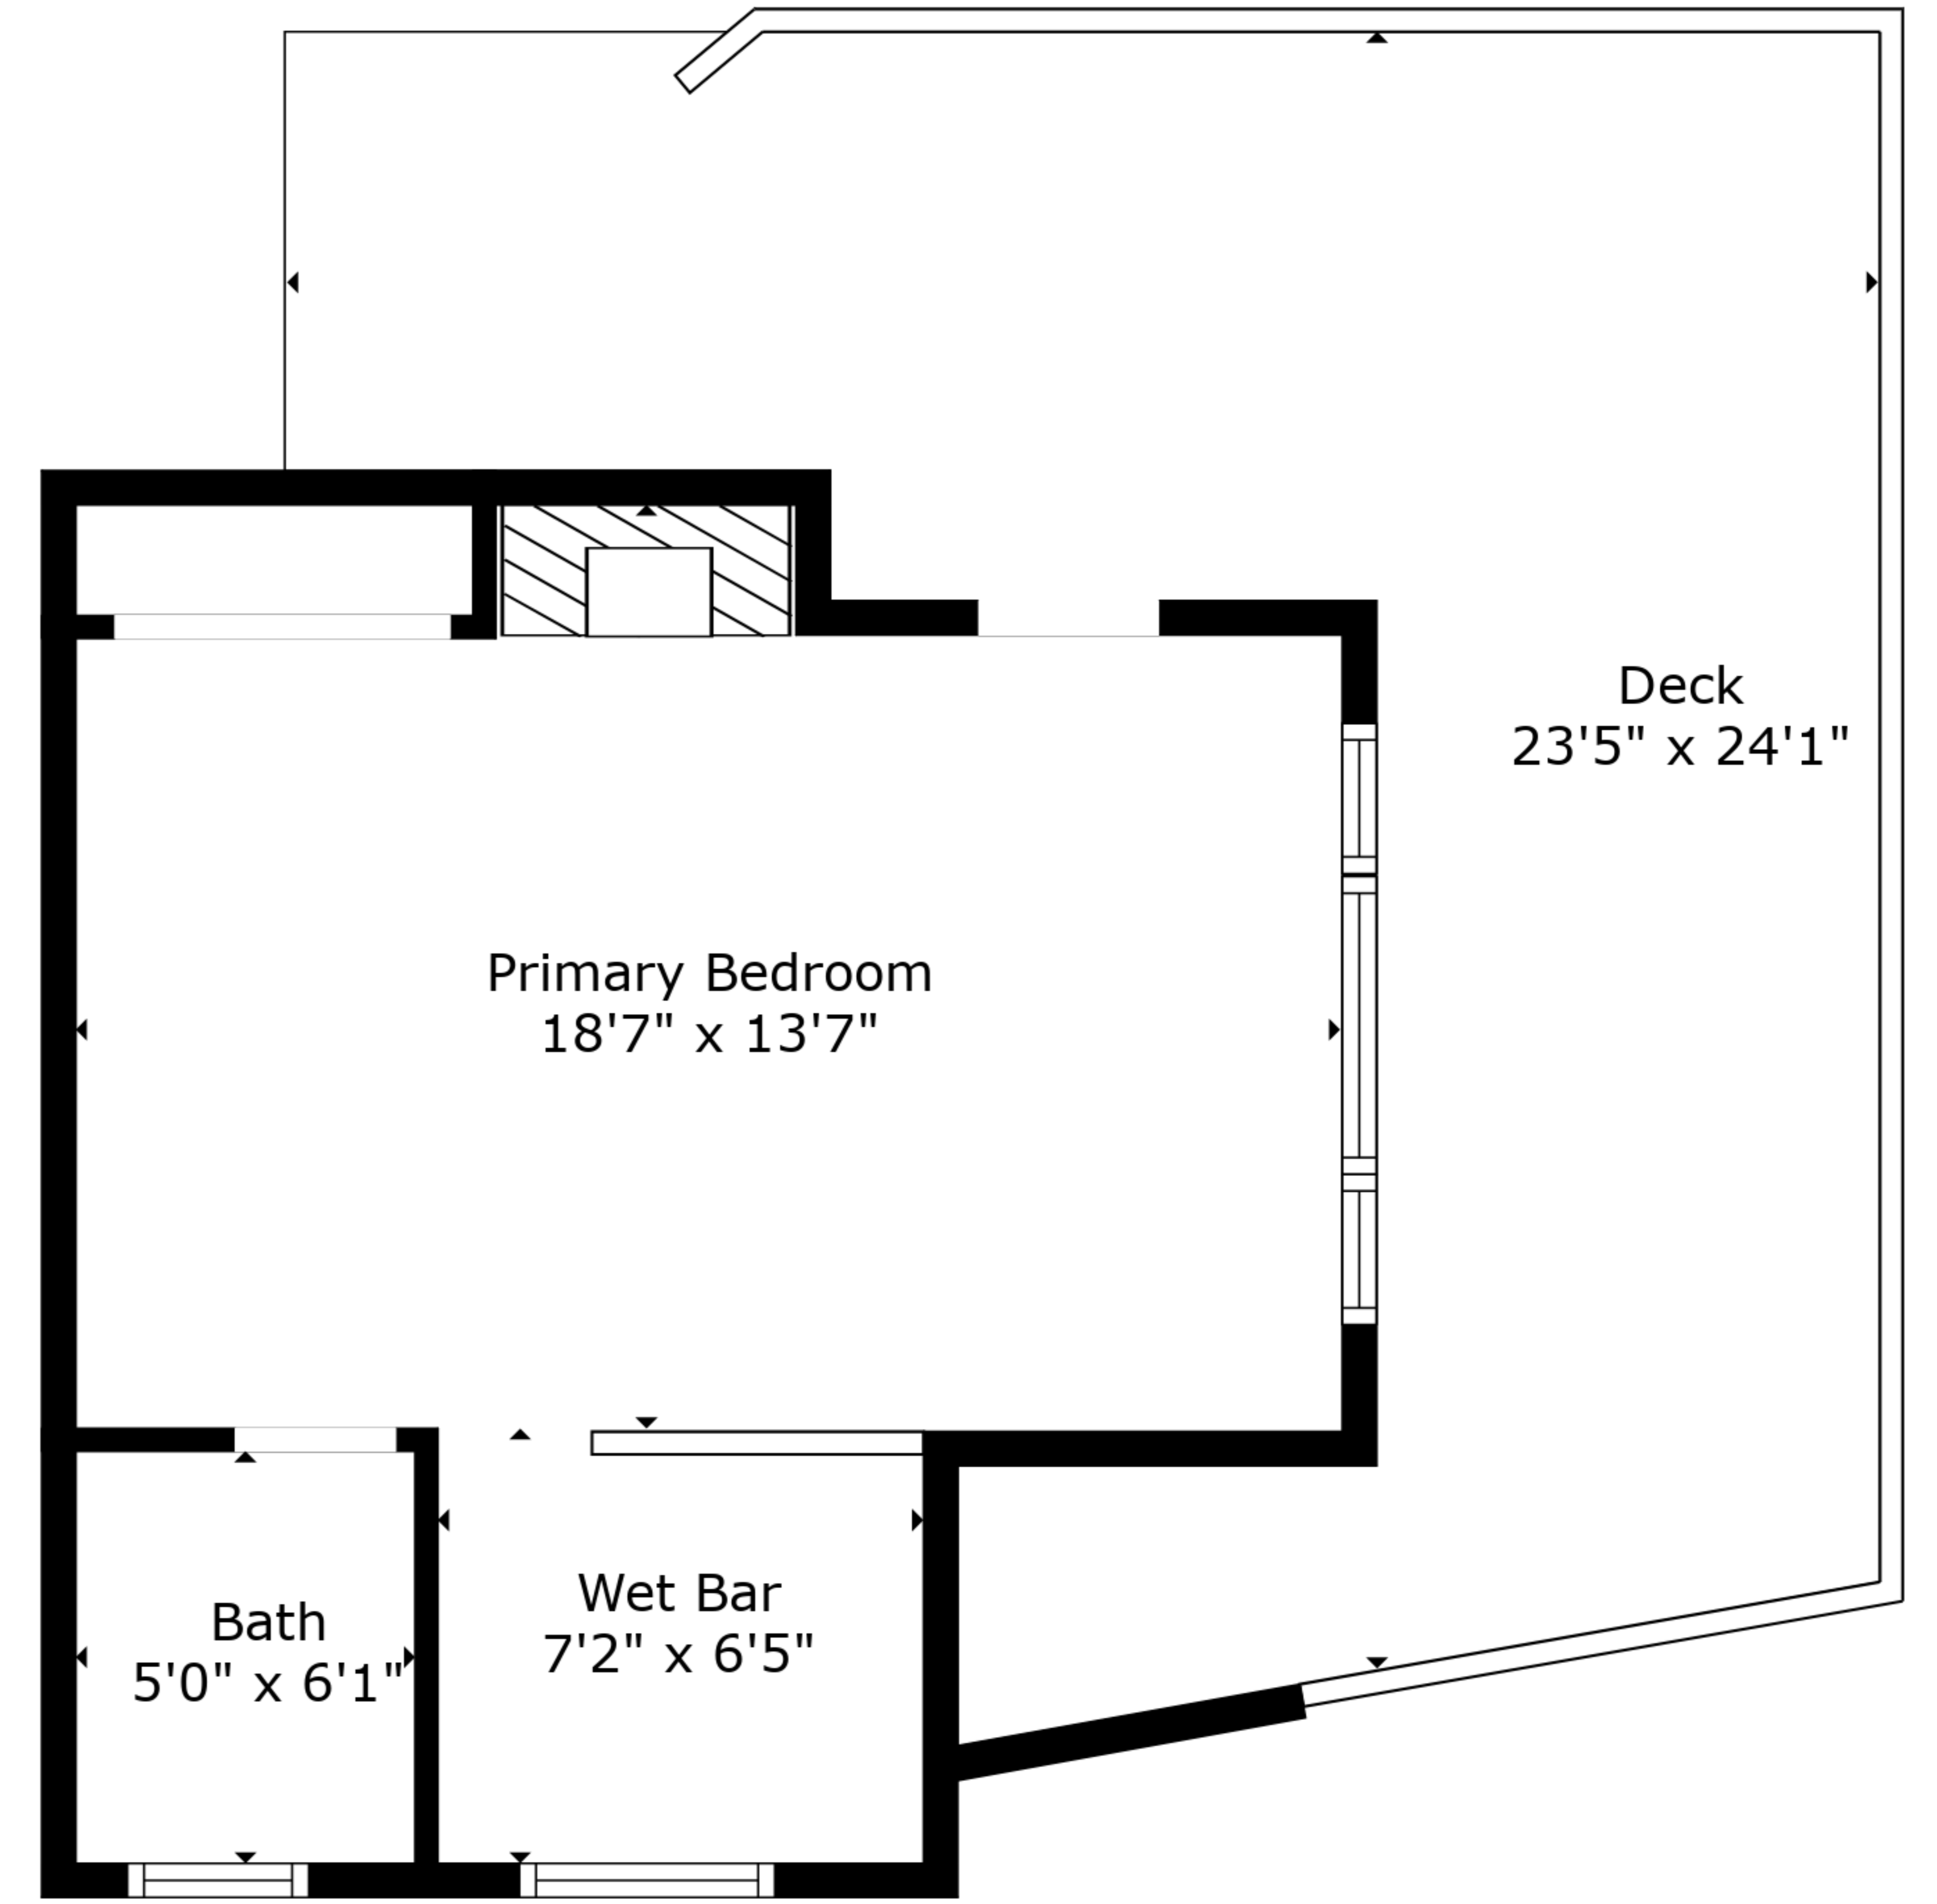 Deck
23'5" x 24'1"
Primary Bedroom
18'7" x 13'7"
Wet Bar
7'2" x 6'5"
Bath
5'0" x 6'1"